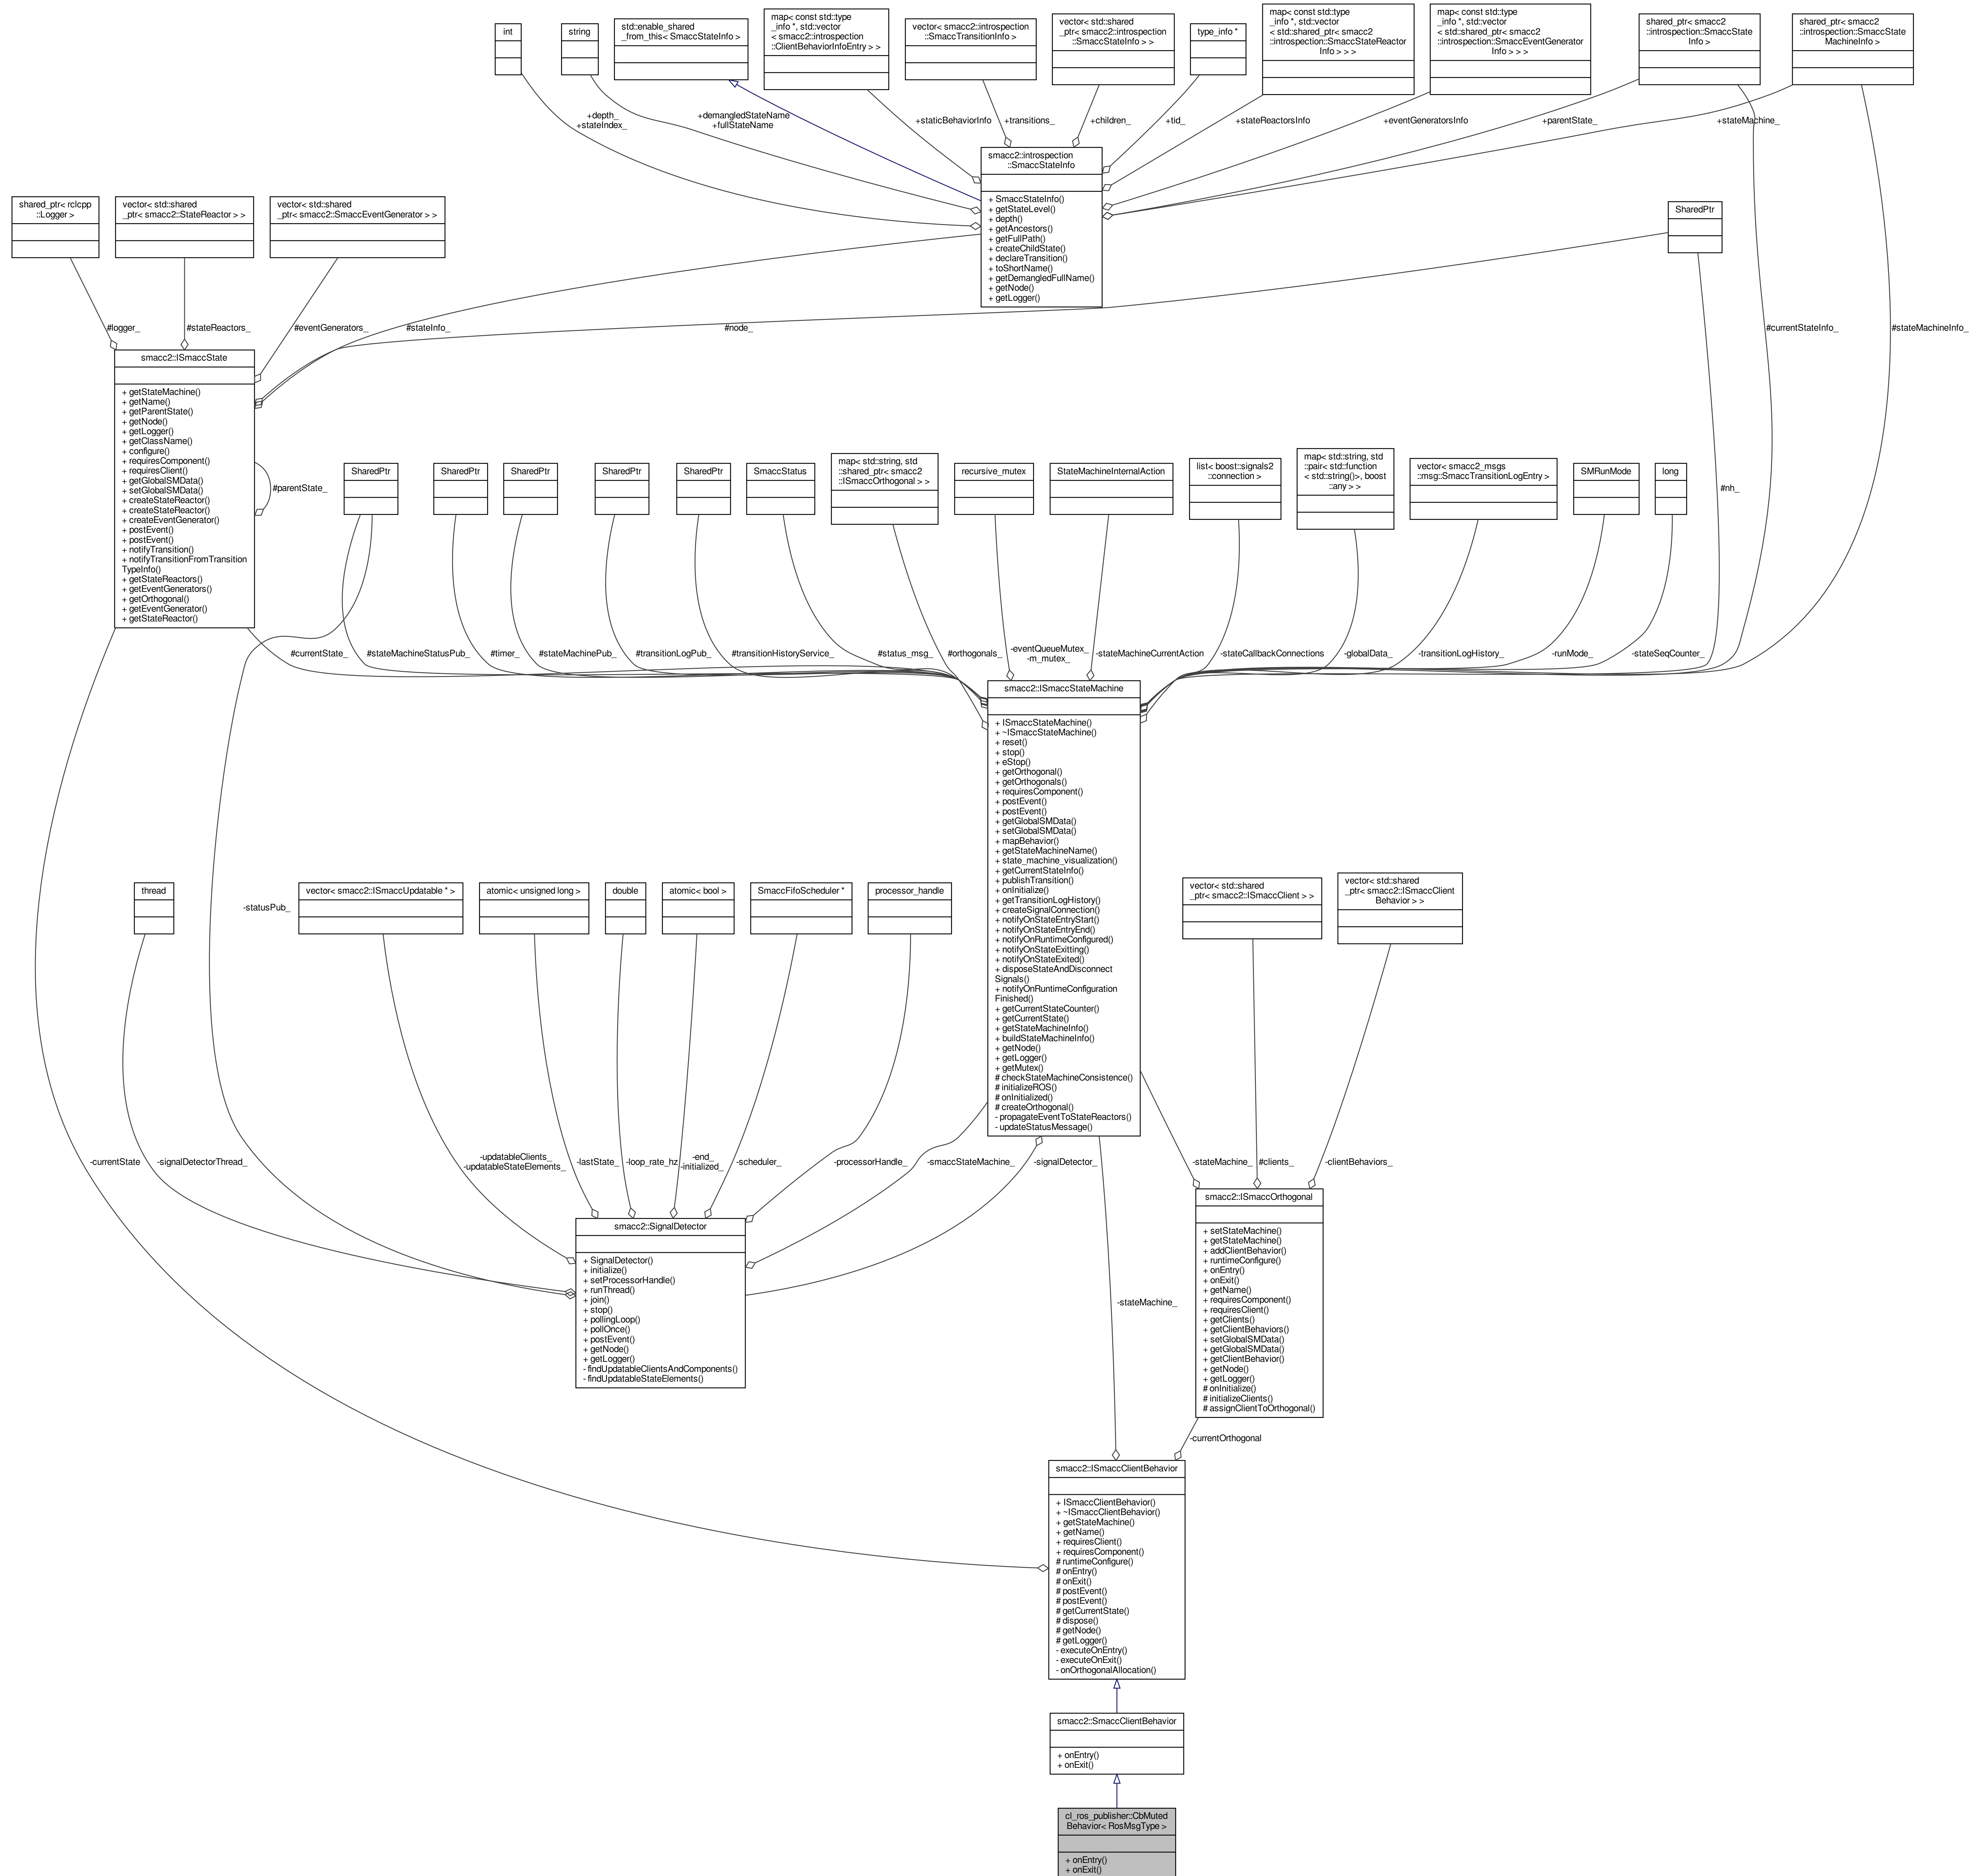 int
string
std::enable_shared
_from_this< SmaccStateInfo >
map< const std::type
_info *, std::vector
< smacc2::introspection
::ClientBehaviorInfoEntry > >
vector< smacc2::introspection
::SmaccTransitionInfo >
vector< std::shared
_ptr< smacc2::introspection
::SmaccStateInfo > >
type_info *
map< const std::type
_info *, std::vector
< std::shared_ptr< smacc2
::introspection::SmaccStateReactor
Info > > >
map< const std::type
_info *, std::vector
< std::shared_ptr< smacc2
::introspection::SmaccEventGenerator
Info > > >
shared_ptr< smacc2
::introspection::SmaccState
Info >
shared_ptr< smacc2
::introspection::SmaccState
MachineInfo >
+depth_
+stateIndex_
+demangledStateName
+fullStateName
+staticBehaviorInfo
+transitions_
+children_
+tid_
+stateReactorsInfo
+eventGeneratorsInfo
+parentState_
+stateMachine_
smacc2::introspection
::SmaccStateInfo
+ SmaccStateInfo()
+ getStateLevel()
+ depth()
+ getAncestors()
+ getFullPath()
+ createChildState()
+ declareTransition()
+ toShortName()
+ getDemangledFullName()
+ getNode()
+ getLogger()
shared_ptr< rclcpp
::Logger >
vector< std::shared
_ptr< smacc2::StateReactor > >
vector< std::shared
_ptr< smacc2::SmaccEventGenerator > >
SharedPtr
#logger_
#stateReactors_
#eventGenerators_
#stateInfo_
#node_
#currentStateInfo_
#stateMachineInfo_
smacc2::ISmaccState
+ getStateMachine()
+ getName()
+ getParentState()
+ getNode()
+ getLogger()
+ getClassName()
+ configure()
+ requiresComponent()
+ requiresClient()
+ getGlobalSMData()
+ setGlobalSMData()
+ createStateReactor()
+ createStateReactor()
+ createEventGenerator()
+ postEvent()
+ postEvent()
+ notifyTransition()
+ notifyTransitionFromTransition
TypeInfo()
+ getStateReactors()
+ getEventGenerators()
+ getOrthogonal()
+ getEventGenerator()
+ getStateReactor()
#parentState_
SharedPtr
SharedPtr
SharedPtr
SharedPtr
SharedPtr
SmaccStatus
map< std::string, std
::shared_ptr< smacc2
::ISmaccOrthogonal > >
recursive_mutex
StateMachineInternalAction
list< boost::signals2
::connection >
map< std::string, std
::pair< std::function
< std::string()>, boost
::any > >
vector< smacc2_msgs
::msg::SmaccTransitionLogEntry >
SMRunMode
long
#nh_
#currentState_
#stateMachineStatusPub_
#timer_
#stateMachinePub_
#transitionLogPub_
#transitionHistoryService_
#status_msg_
#orthogonals_
-eventQueueMutex_
-m_mutex_
-stateMachineCurrentAction
-stateCallbackConnections
-globalData_
-transitionLogHistory_
-runMode_
-stateSeqCounter_
smacc2::ISmaccStateMachine
+ ISmaccStateMachine()
+ ~ISmaccStateMachine()
+ reset()
+ stop()
+ eStop()
+ getOrthogonal()
+ getOrthogonals()
+ requiresComponent()
+ postEvent()
+ postEvent()
+ getGlobalSMData()
+ setGlobalSMData()
+ mapBehavior()
+ getStateMachineName()
+ state_machine_visualization()
+ getCurrentStateInfo()
+ publishTransition()
+ onInitialize()
+ getTransitionLogHistory()
+ createSignalConnection()
+ notifyOnStateEntryStart()
+ notifyOnStateEntryEnd()
+ notifyOnRuntimeConfigured()
+ notifyOnStateExitting()
+ notifyOnStateExited()
+ disposeStateAndDisconnect
Signals()
+ notifyOnRuntimeConfiguration
Finished()
+ getCurrentStateCounter()
+ getCurrentState()
+ getStateMachineInfo()
+ buildStateMachineInfo()
+ getNode()
+ getLogger()
+ getMutex()
# checkStateMachineConsistence()
# initializeROS()
# onInitialized()
# createOrthogonal()
- propagateEventToStateReactors()
- updateStatusMessage()
thread
-statusPub_
vector< smacc2::ISmaccUpdatable * >
atomic< unsigned long >
double
atomic< bool >
SmaccFifoScheduler *
processor_handle
vector< std::shared
_ptr< smacc2::ISmaccClient > >
vector< std::shared
_ptr< smacc2::ISmaccClient
Behavior > >
-currentState
-signalDetectorThread_
-updatableClients_
-updatableStateElements_
-lastState_
-loop_rate_hz
-end_
-initialized_
-scheduler_
-processorHandle_
-smaccStateMachine_
-signalDetector_
-stateMachine_
#clients_
-clientBehaviors_
smacc2::SignalDetector
+ SignalDetector()
+ initialize()
+ setProcessorHandle()
+ runThread()
+ join()
+ stop()
+ pollingLoop()
+ pollOnce()
+ postEvent()
+ getNode()
+ getLogger()
- findUpdatableClientsAndComponents()
- findUpdatableStateElements()
smacc2::ISmaccOrthogonal
+ setStateMachine()
+ getStateMachine()
+ addClientBehavior()
+ runtimeConfigure()
+ onEntry()
+ onExit()
+ getName()
+ requiresComponent()
+ requiresClient()
+ getClients()
+ getClientBehaviors()
+ setGlobalSMData()
+ getGlobalSMData()
+ getClientBehavior()
+ getNode()
+ getLogger()
# onInitialize()
# initializeClients()
# assignClientToOrthogonal()
-stateMachine_
-currentOrthogonal
smacc2::ISmaccClientBehavior
+ ISmaccClientBehavior()
+ ~ISmaccClientBehavior()
+ getStateMachine()
+ getName()
+ requiresClient()
+ requiresComponent()
# runtimeConfigure()
# onEntry()
# onExit()
# postEvent()
# postEvent()
# getCurrentState()
# dispose()
# getNode()
# getLogger()
- executeOnEntry()
- executeOnExit()
- onOrthogonalAllocation()
smacc2::SmaccClientBehavior
+ onEntry()
+ onExit()
cl_ros_publisher::CbMuted
Behavior< RosMsgType >
+ onEntry()
+ onExit()